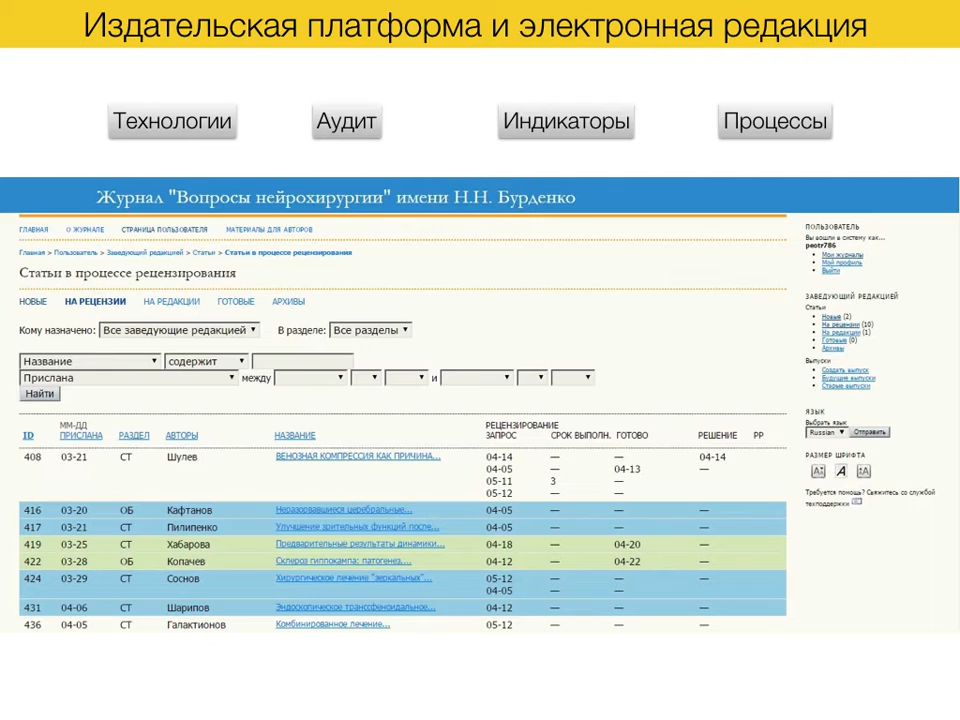 Издательская платформа и электронная редакция
Технологии Аудит Индикаторы Процессы
Журнал "Вопросы нейрохирургии" имени Н.Н. Бурденко
ГЛАВНАЯ О ЖУРНАЛЕ СТРАНИЦА ПОЛЬЗОВАТЕЛЯ МАТЕРИАЛЫ ДЛЯ АВТОРОВ
Главная > Пользователь > Заведующий редакцией > Статьи > Статьи в процессе рецензирования
Статьи в процессе рецензирования
НОВЫЕ НА РЕЦЕНЗИИ НА РЕДАКЦИИ ГОТОВЫЕ АРХИВЫ
Кому назначено: Все заведующие редакцией В разделе: Все разделы
Название содержит
Прислана между и
Найти
ММ-ДД РЕЦЕНЗИРОВАНИЕ
ID ПРИСЛАНА РАЗДЕЛ АВТОРЫ НАЗВАНИЕ ЗАПРОС СРОК ВЫПОЛН. ГОТОВО РЕШЕНИЕ РР
408 03-21 СТ Шулев ВЕНОЗНАЯ КОМПРЕССИЯ КАК ПРИЧИНА... 04-14 — — 04-14
04-05 — 04-13 —
05-11 3 —
05-12 — —
416 03-20 ОБ Кафтанов Неразорвавшиеся церебральные... 04-05 — — —
417 03-21 СТ Пилипенко Улучшение зрительных функций после... 04-05 — — —
419 03-25 СТ Хабарова Предварительные результаты динамики... 04-18 — 04-20 —
422 03-28 ОБ Копачев Склероз гиппокампа: патогенез,... 04-12 — 04-22 —
424 03-29 СТ Соснов Хирургическое лечение "зеркальных"... 05-12 — — —
04-05 — —
431 04-06 СТ Шарипов Эндоскопическое транссфеноидальное... 04-12 — — —
436 04-05 СТ Галактионов Комбинированное лечение... 05-12 — — —
ПОЛЬЗОВАТЕЛЬ
Вы вошли в систему как...
peotr786
Мои журналы
Мой профиль
Выйти
ЗАВЕДУЮЩИЙ РЕДАКЦИЕЙ
Статьи
Новые (2)
На рецензии (10)
На редакции (1)
Готовые (0)
Архивы
Выпуски
Создать выпуск
Будущие выпуски
Старые выпуски
ЯЗЫК
Выбрать язык
Russian Отправить
РАЗМЕР ШРИФТА
A A A
Требуется помощь? Свяжитесь со службой
техподдержки